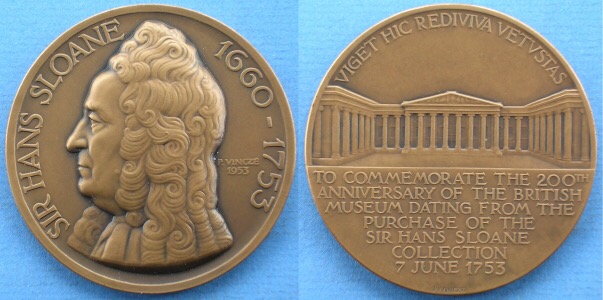 SIR HANS SLOANE
1660-1753
P. VINCZE
1953
VIGET HIC REDIVIVA VETVSTAS
TO COMMEMORATE THE 200TH
ANNIVERSARY OF THE BRITISH
MUSEUM DATING FROM THE
PURCHASE OF THE
SIR HANS SLOANE
COLLECTION
7 JUNE 1753